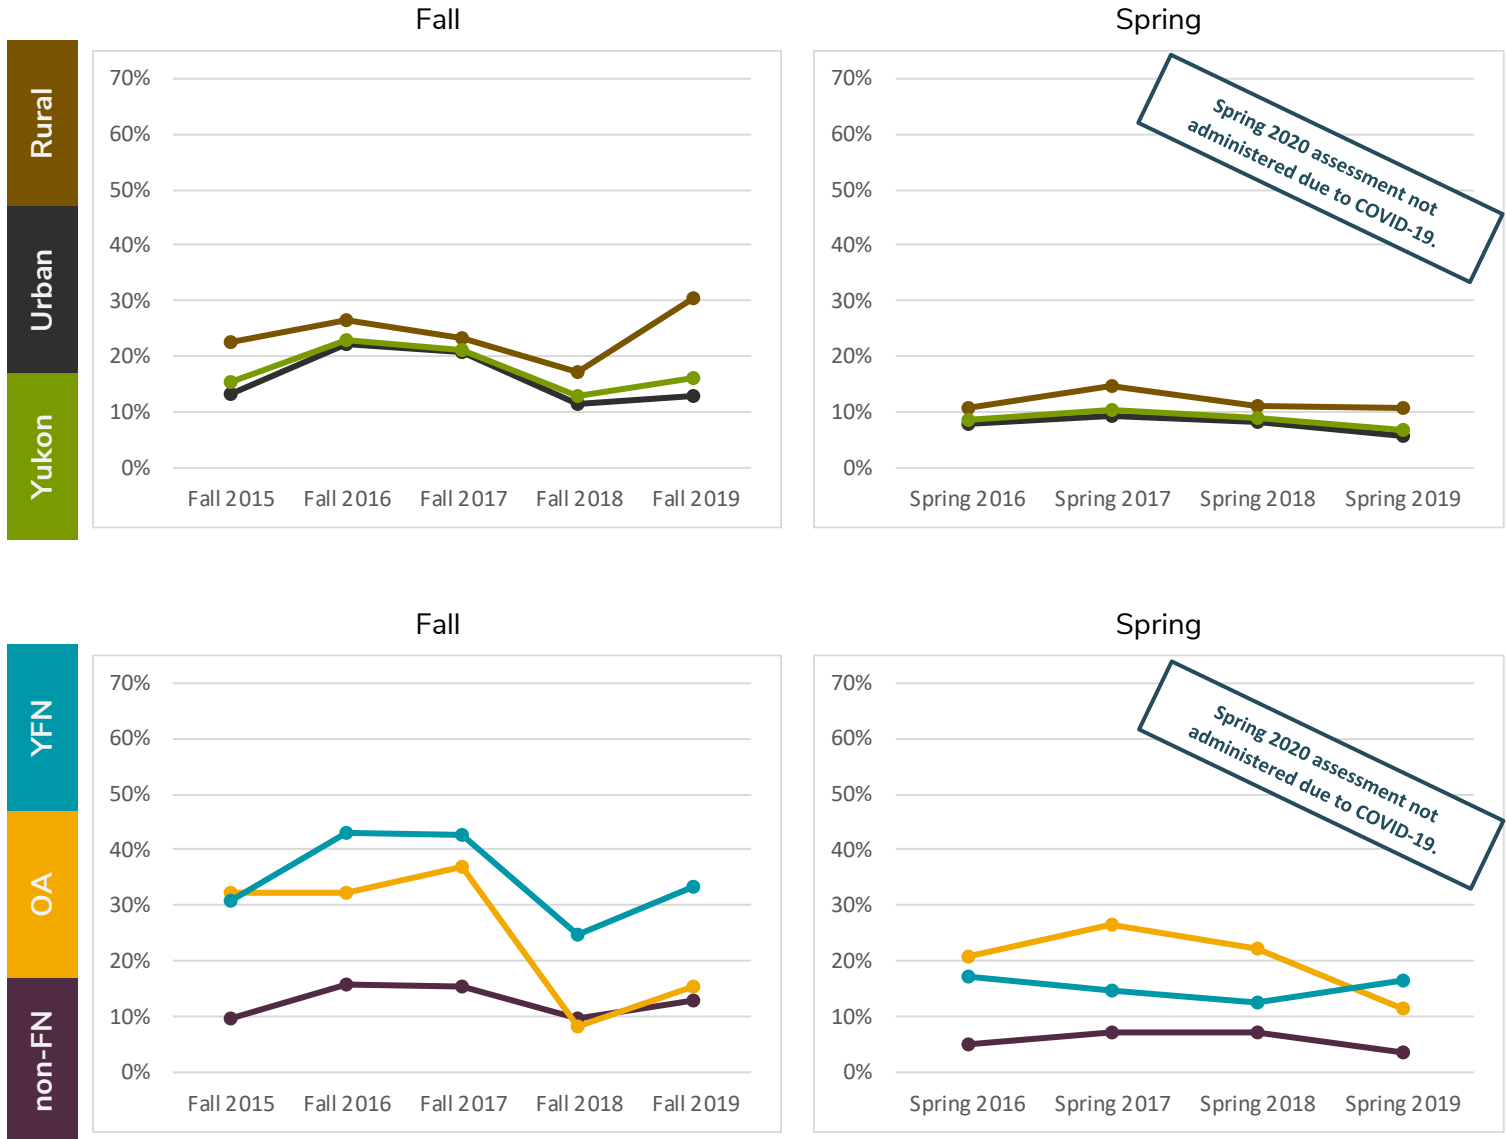 Fall
Spring
Rural
Urban
Yukon
70%
60%
50%
40%
30%
20%
10%
0%
Fall 2015
Fall 2016
Fall 2017
Fall 2018
Fall 2019
70%
60%
50%
40%
30%
20%
10%
0%
Spring 2016
Spring 2017
Spring 2018
Spring 2019
Spring 2020 assessment not
administered due to COVID-19.
Fall
Spring
YFN
OA
non-FN
70%
60%
50%
40%
30%
20%
10%
0%
Fall 2015
Fall 2016
Fall 2017
Fall 2018
Fall 2019
70%
60%
50%
40%
30%
20%
10%
0%
Spring 2016
Spring 2017
Spring 2018
Spring 2019
Spring 2020 assessment not
administered due to COVID-19.